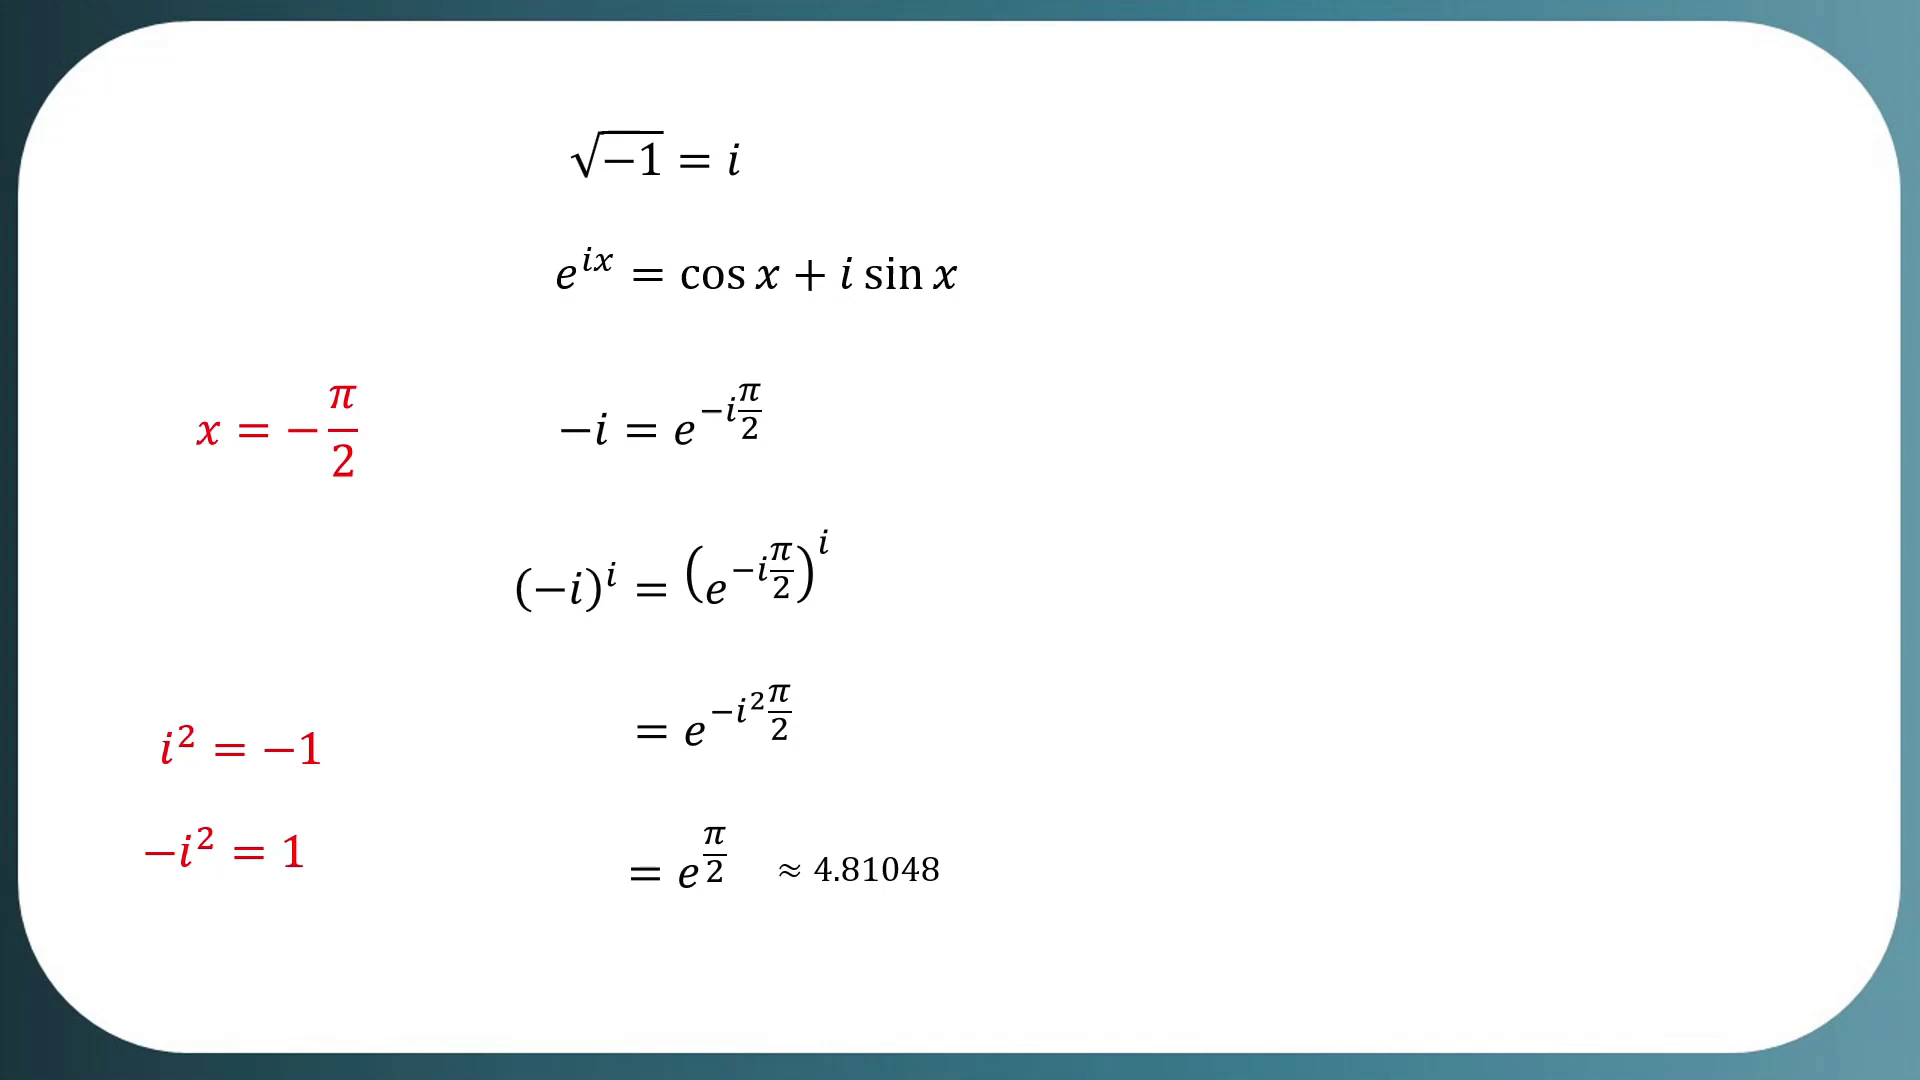 √−1 = i
e^{ix} = cos x + i sin x
x = −π/2
−i = e^{−iπ/2}
(−i)^i = (e^{−iπ/2})^i
= e^{−i²π/2}
i² = −1
−i² = 1
= e^{π/2} ≈ 4.81048